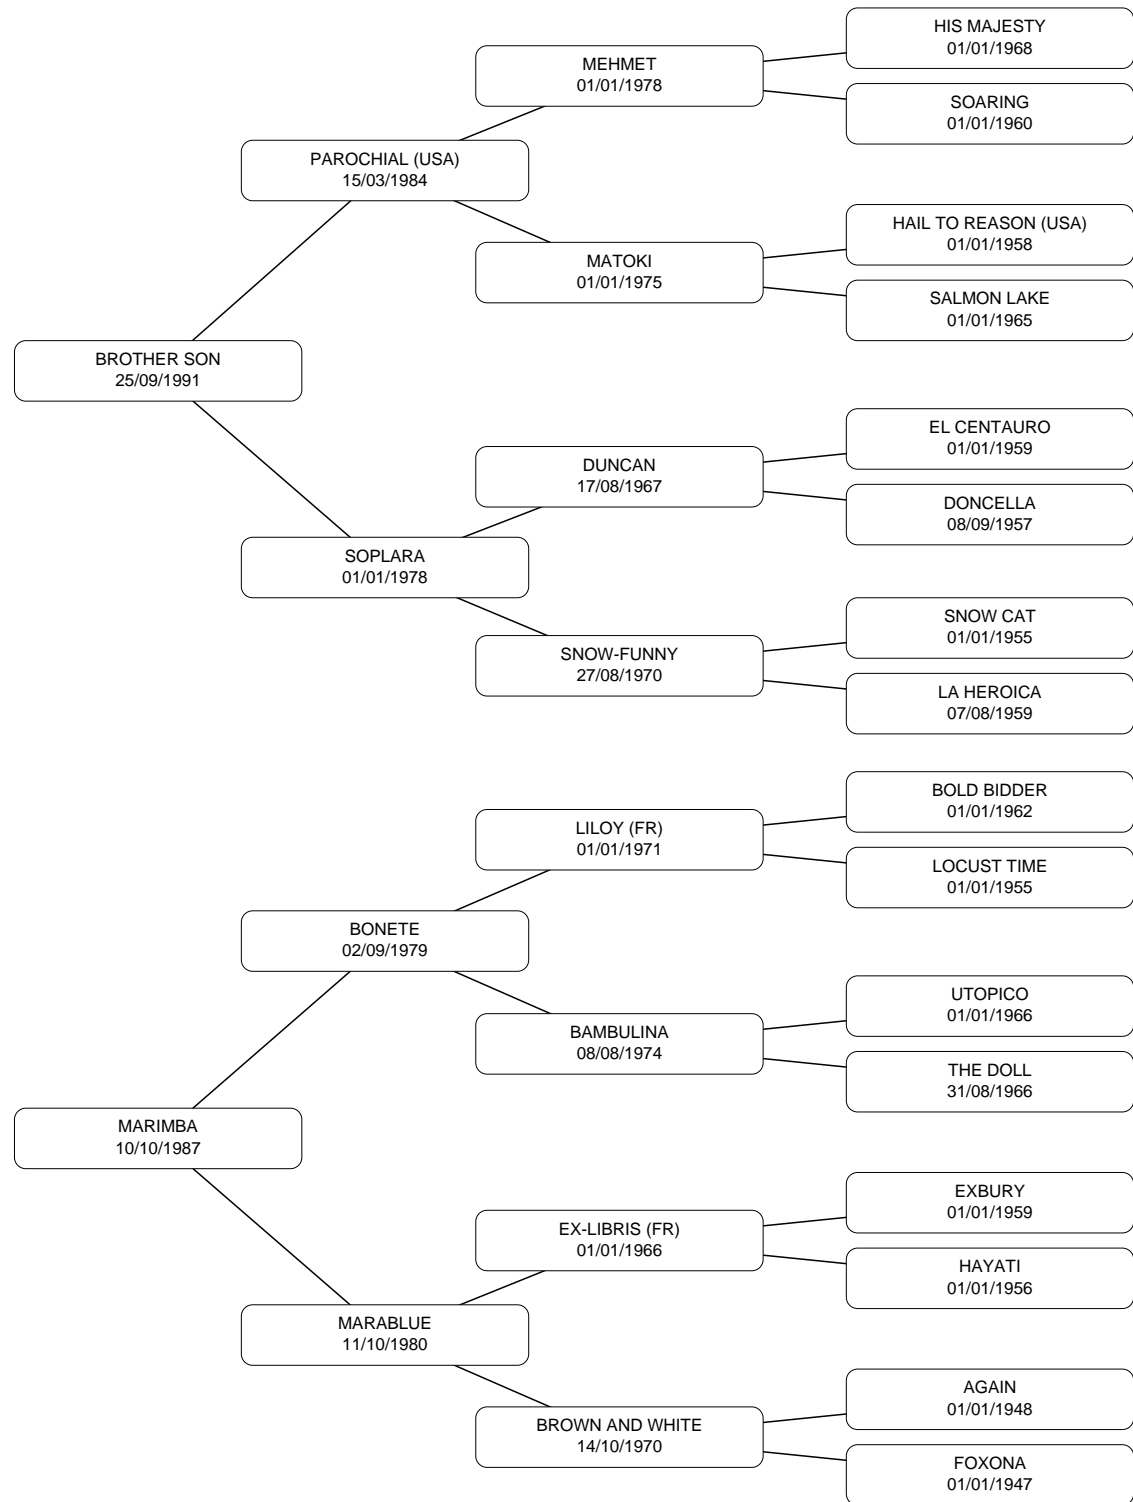 HIS MAJESTY
01/01/1968
MEHMET
01/01/1978
SOARING
01/01/1960
PAROCHIAL (USA)
15/03/1984
HAIL TO REASON (USA)
01/01/1958
MATOKI
01/01/1975
SALMON LAKE
01/01/1965
BROTHER SON
25/09/1991
EL CENTAURO
01/01/1959
DUNCAN
17/08/1967
DONCELLA
08/09/1957
SOPLARA
01/01/1978
SNOW CAT
01/01/1955
SNOW-FUNNY
27/08/1970
LA HEROICA
07/08/1959
BOLD BIDDER
01/01/1962
LILOY (FR)
01/01/1971
LOCUST TIME
01/01/1955
BONETE
02/09/1979
UTOPICO
01/01/1966
BAMBULINA
08/08/1974
THE DOLL
31/08/1966
MARIMBA
10/10/1987
EXBURY
01/01/1959
EX-LIBRIS (FR)
01/01/1966
HAYATI
01/01/1956
MARABLUE
11/10/1980
AGAIN
01/01/1948
BROWN AND WHITE
14/10/1970
FOXONA
01/01/1947